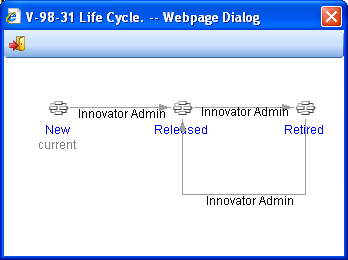 V-98-31 Life Cycle. -- Webpage Dialog
Innovator Admin
Innovator Admin
New
Released
Retired
current
Innovator Admin